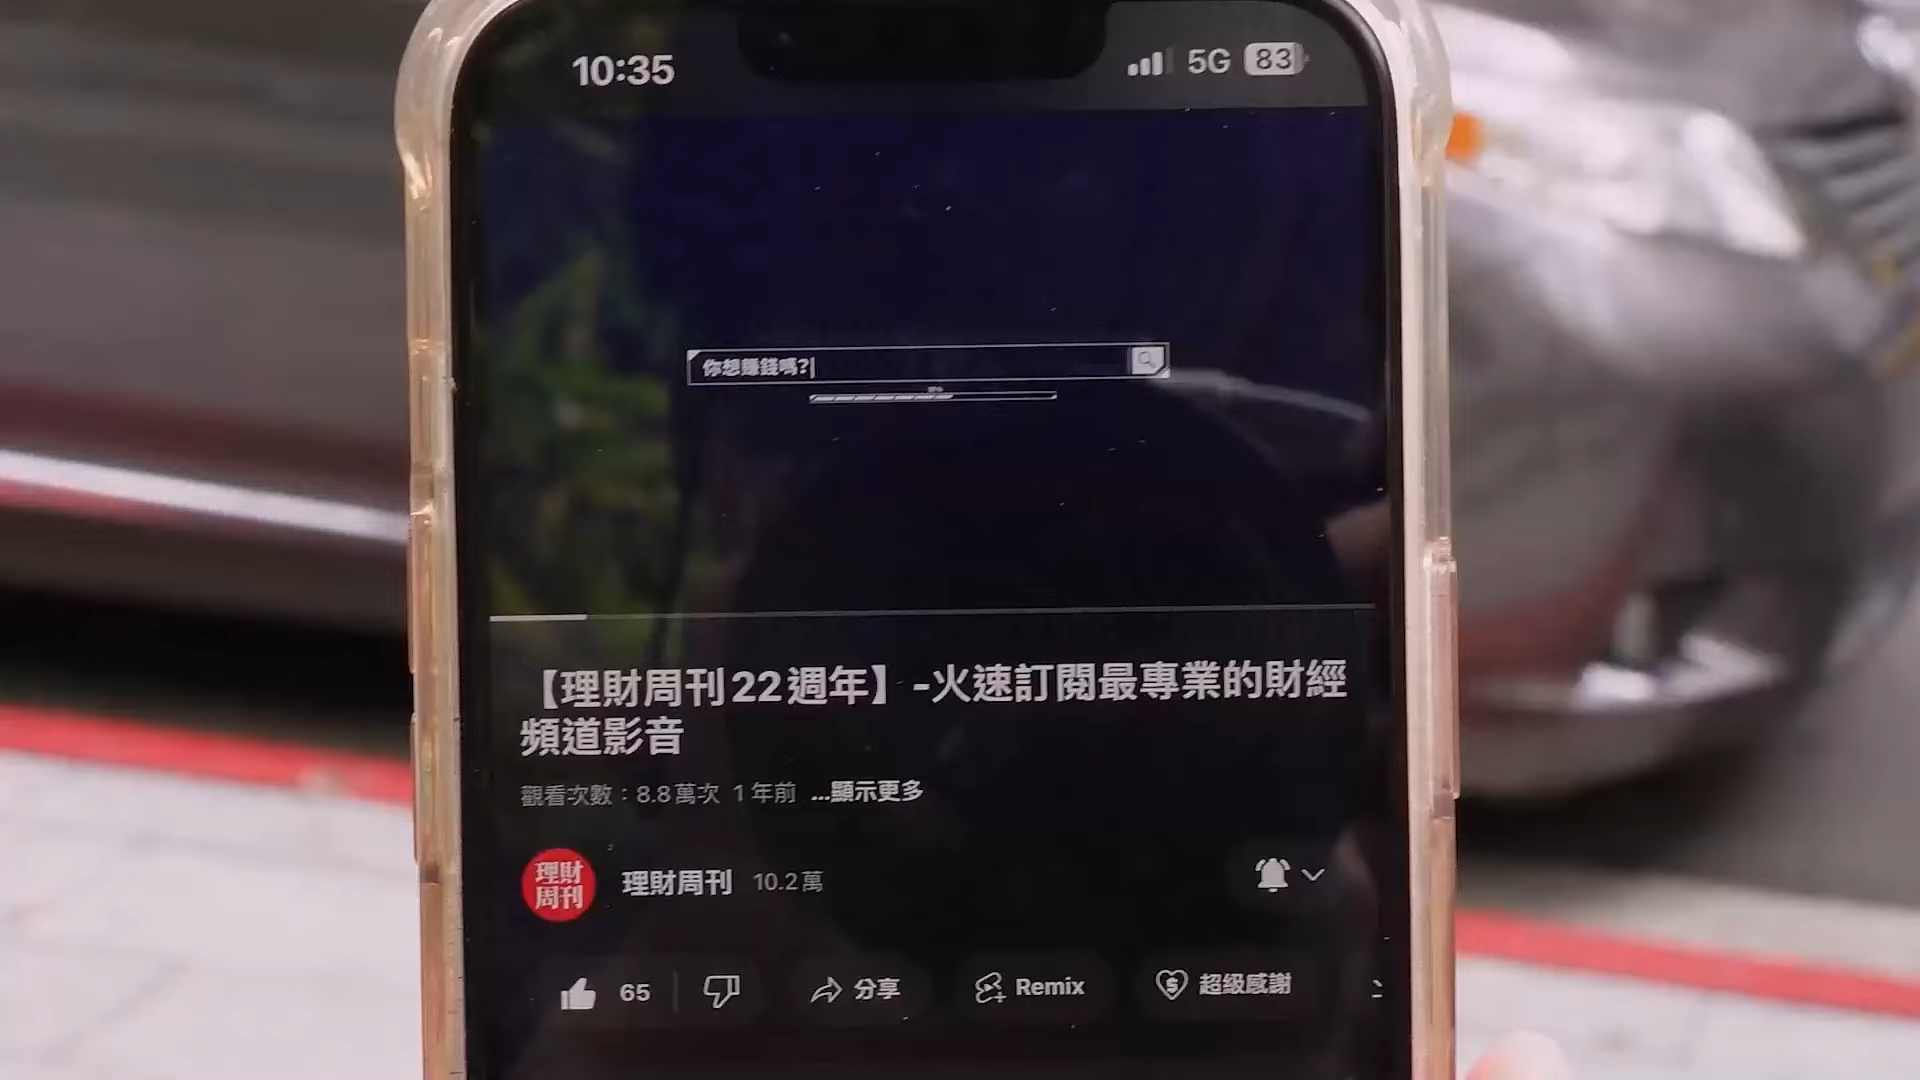 10:35
5G 83
你想賺錢嗎?
【理財周刊22週年】-火速訂閱最專業的財經
頻道影音
觀看次數：8.8萬次 1年前 ...顯示更多
理財
周刊
理財周刊 10.2萬
65 分享 Remix 超級感謝